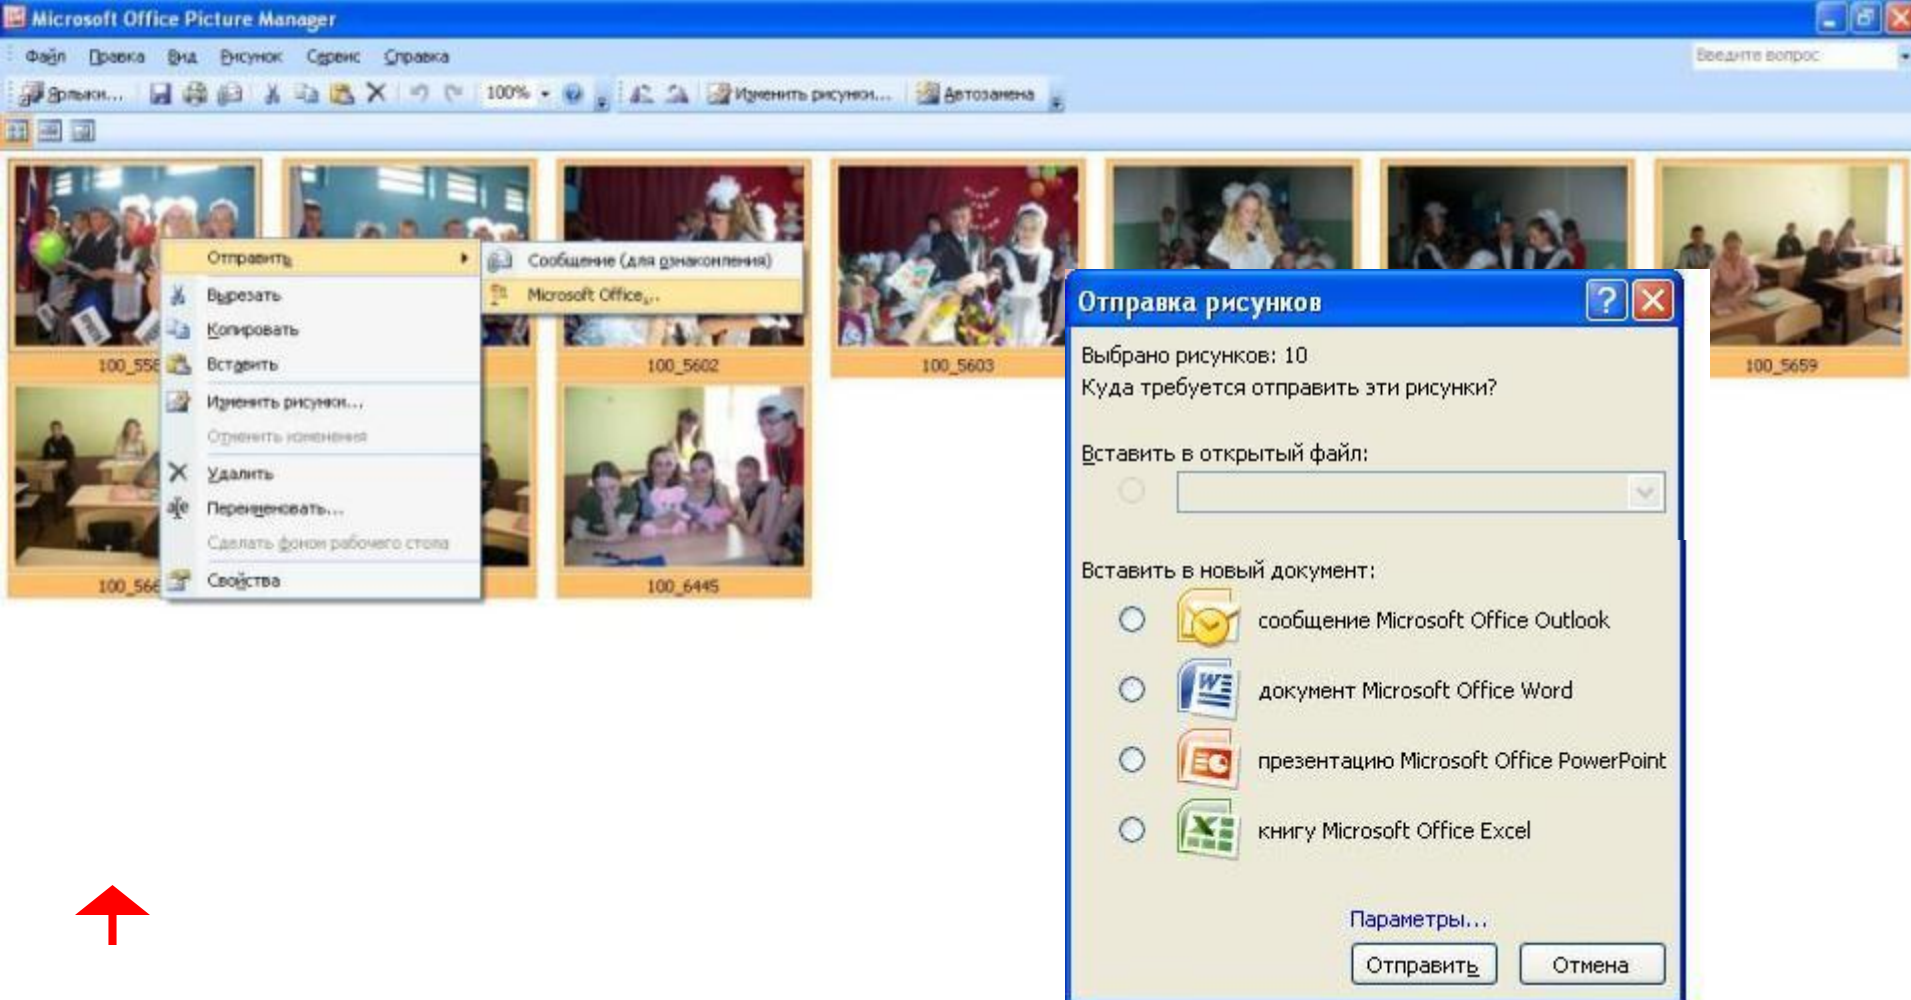 Microsoft Office Picture Manager
Файл Правка Вид Рисунок Сервис Справка
Введите вопрос
Ярлыки... 100% Изменить рисунки... Автозамена
Отправить
Вырезать
Копировать
Вставить
Изменить рисунки...
Отменить изменения
Удалить
Переименовать...
Сделать фоном рабочего стола
Свойства
Сообщение (для ознакомления)
Microsoft Office...
100_5602
100_5603
100_5659
100_6445
Отправка рисунков
Выбрано рисунков: 10
Куда требуется отправить эти рисунки?
Вставить в открытый файл:
Вставить в новый документ:
сообщение Microsoft Office Outlook
документ Microsoft Office Word
презентацию Microsoft Office PowerPoint
книгу Microsoft Office Excel
Параметры...
Отправить Отмена